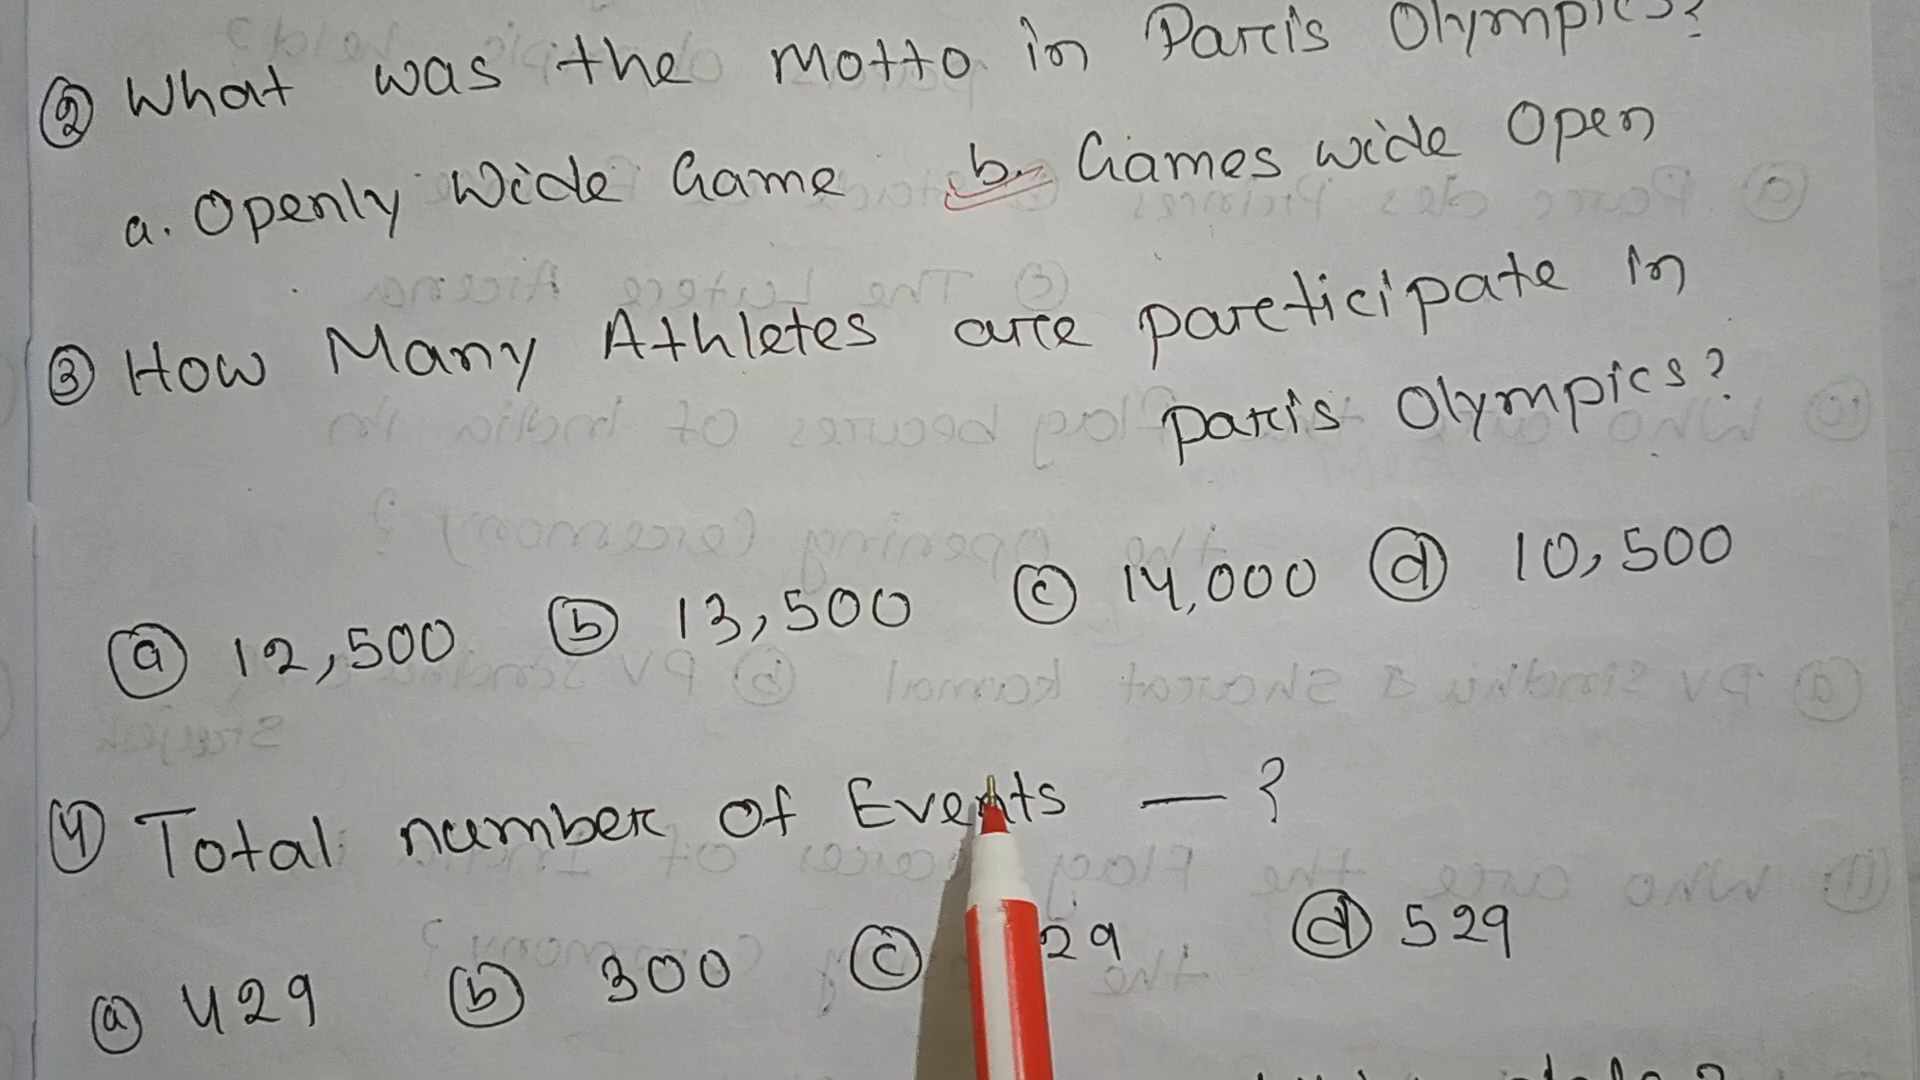 ② What was the Motto in Paris Olympics?
a. Openly Wide Game b. Games wide Open
③ How Many Athletes are participate in
paris Olympics?
ⓐ 12,500 ⓑ 13,500 ⓒ 14,000 ⓓ 10,500
④ Total number of Events — ?
ⓐ 429 ⓑ 300 ⓒ 29 ⓓ 529